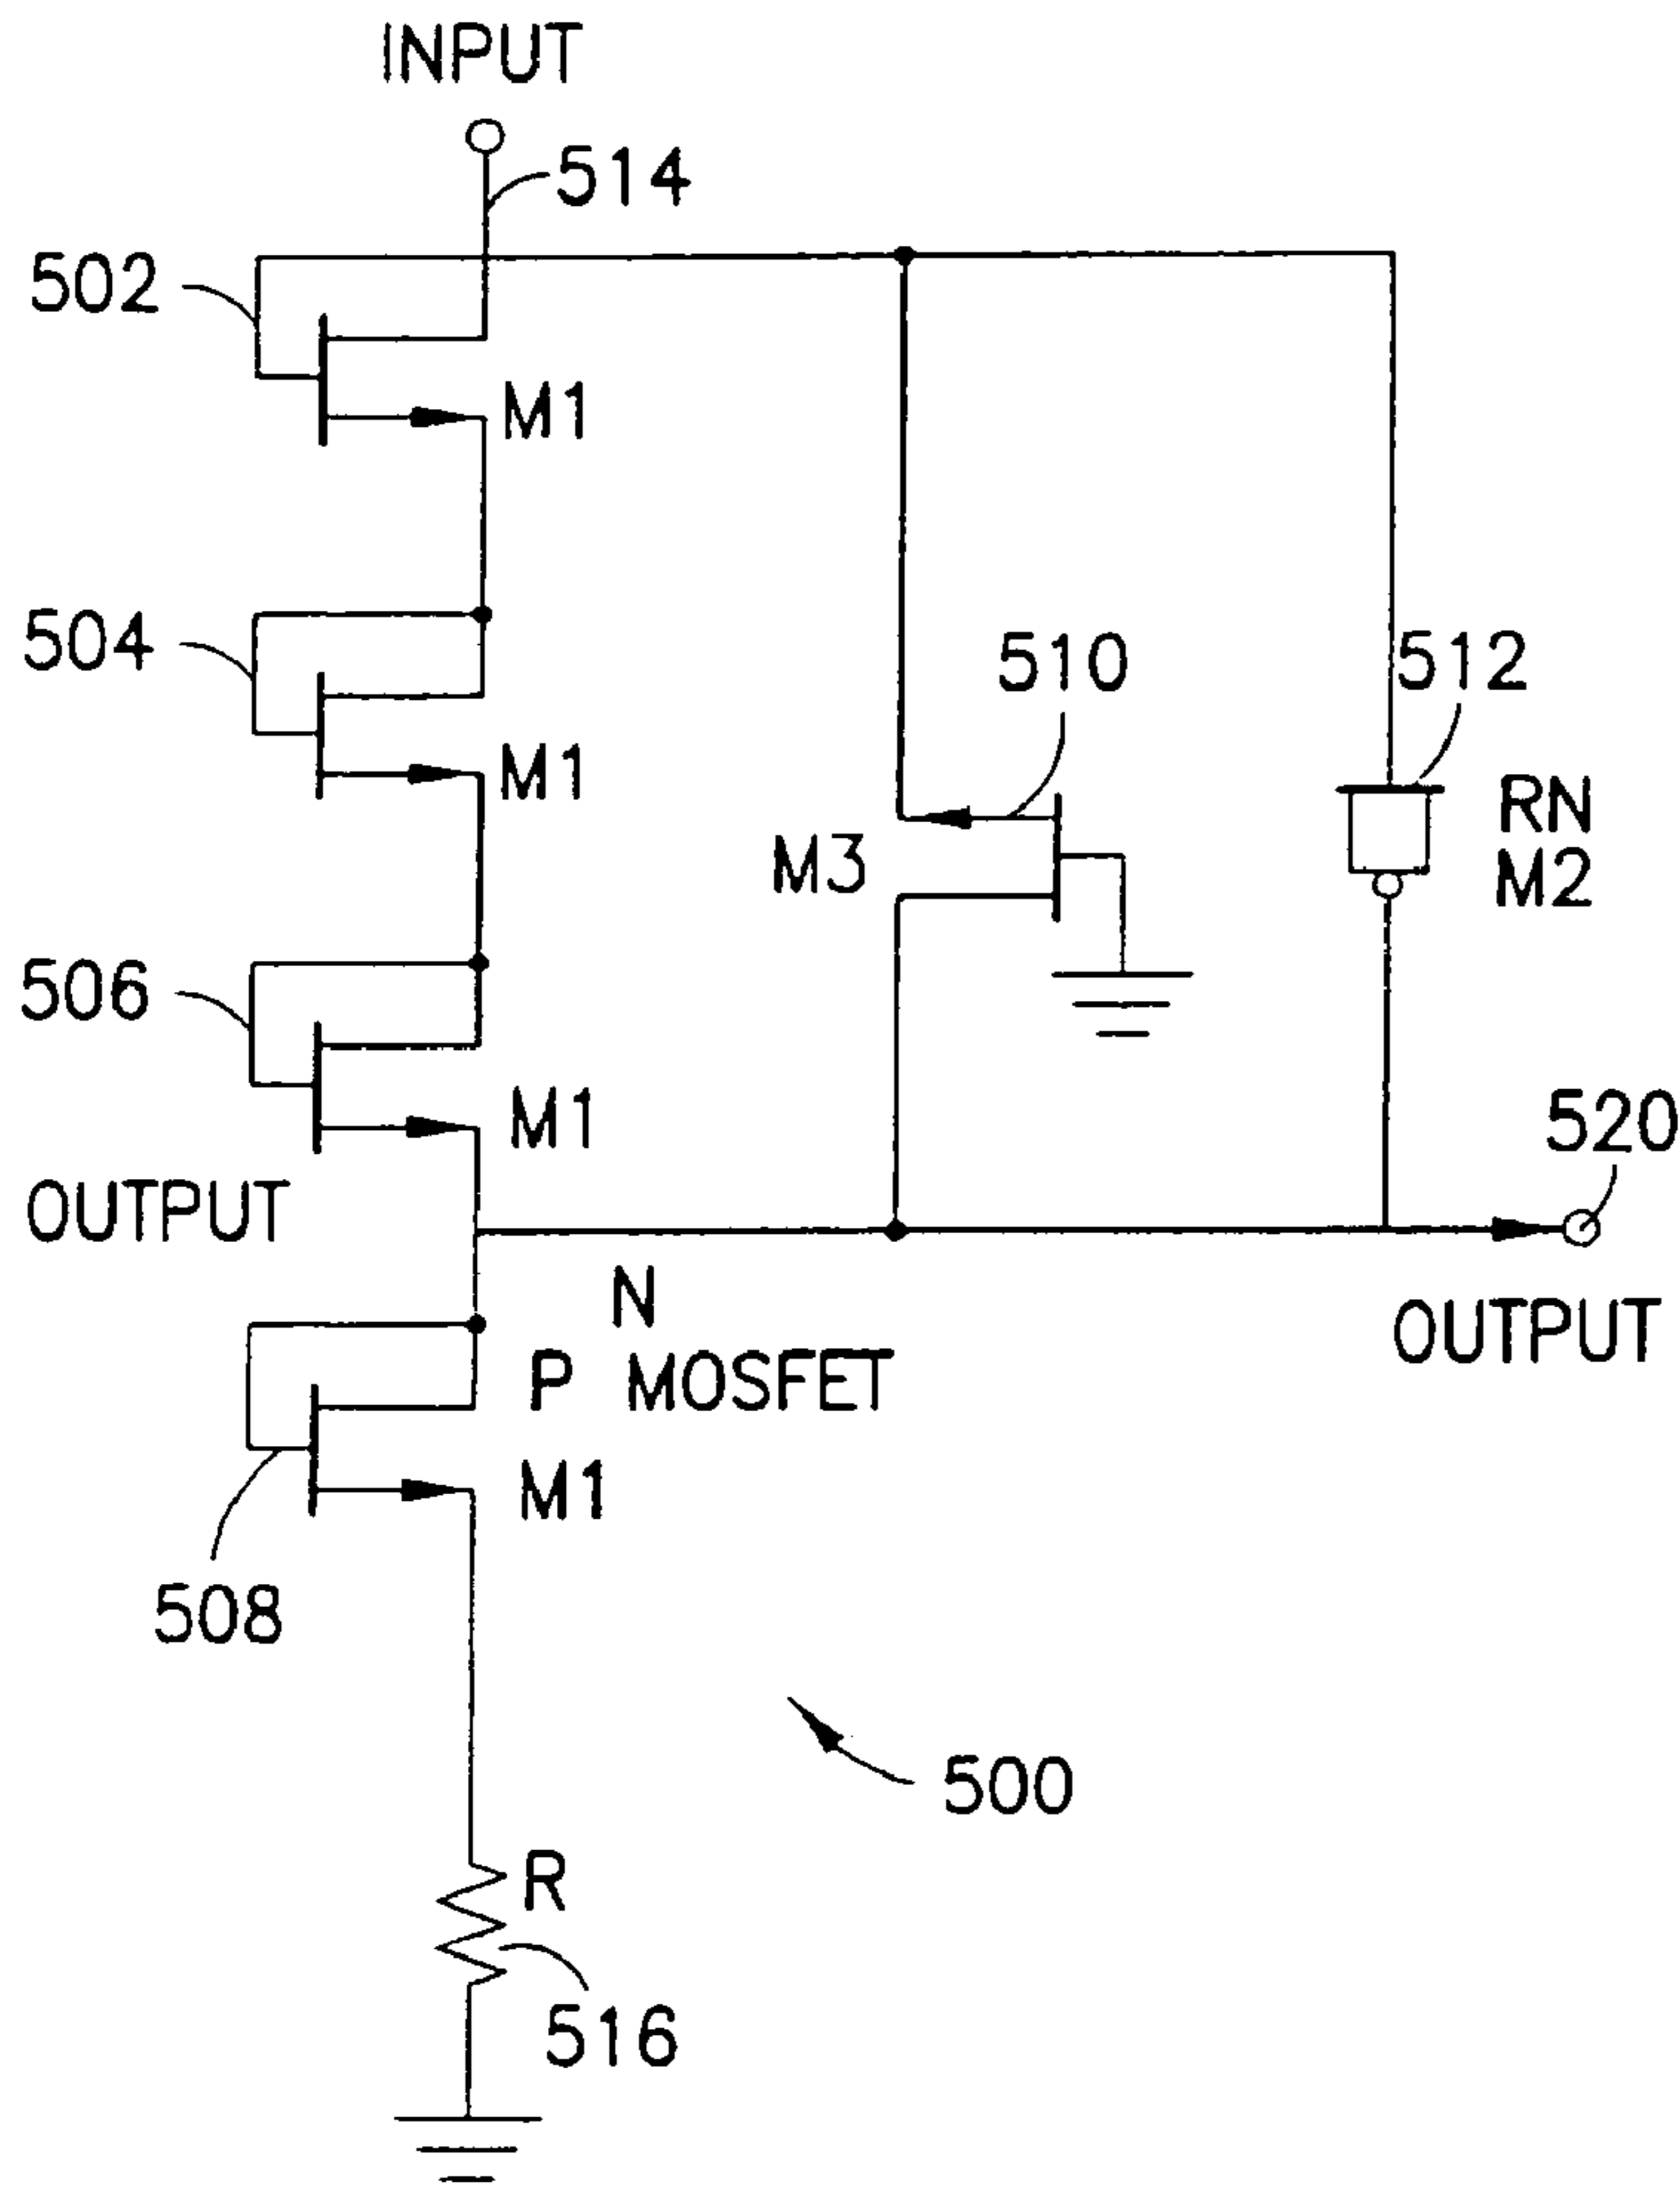 INPUT
514
502
M1
504
510
512
M1
RN
M3
M2
506
M1
520
OUTPUT
N
OUTPUT
P MOSFET
M1
508
500
R
516